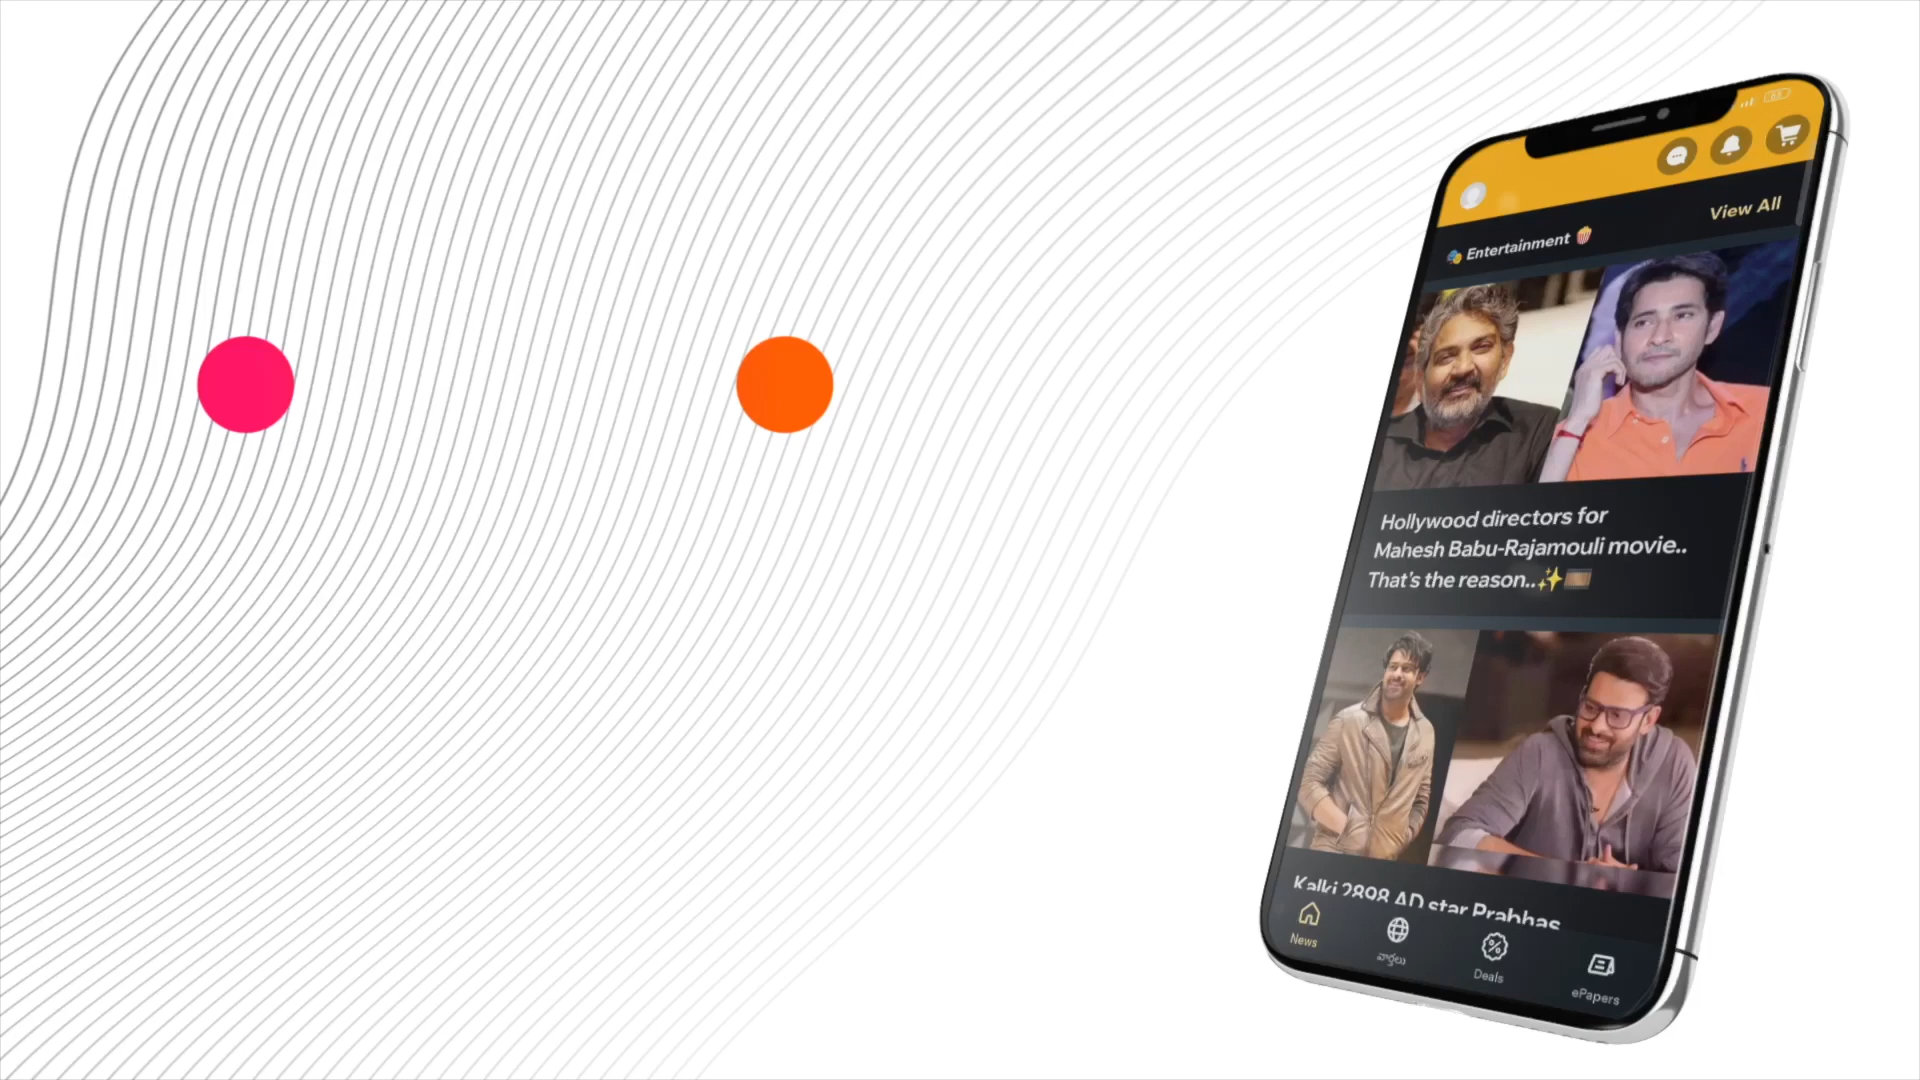 View All
🎭 Entertainment 🍿
Hollywood directors for
Mahesh Babu-Rajamouli movie..
That's the reason..✨🎞️
Kalki 2898 AD star Prabhas
News
వార్తలు
Deals
ePapers